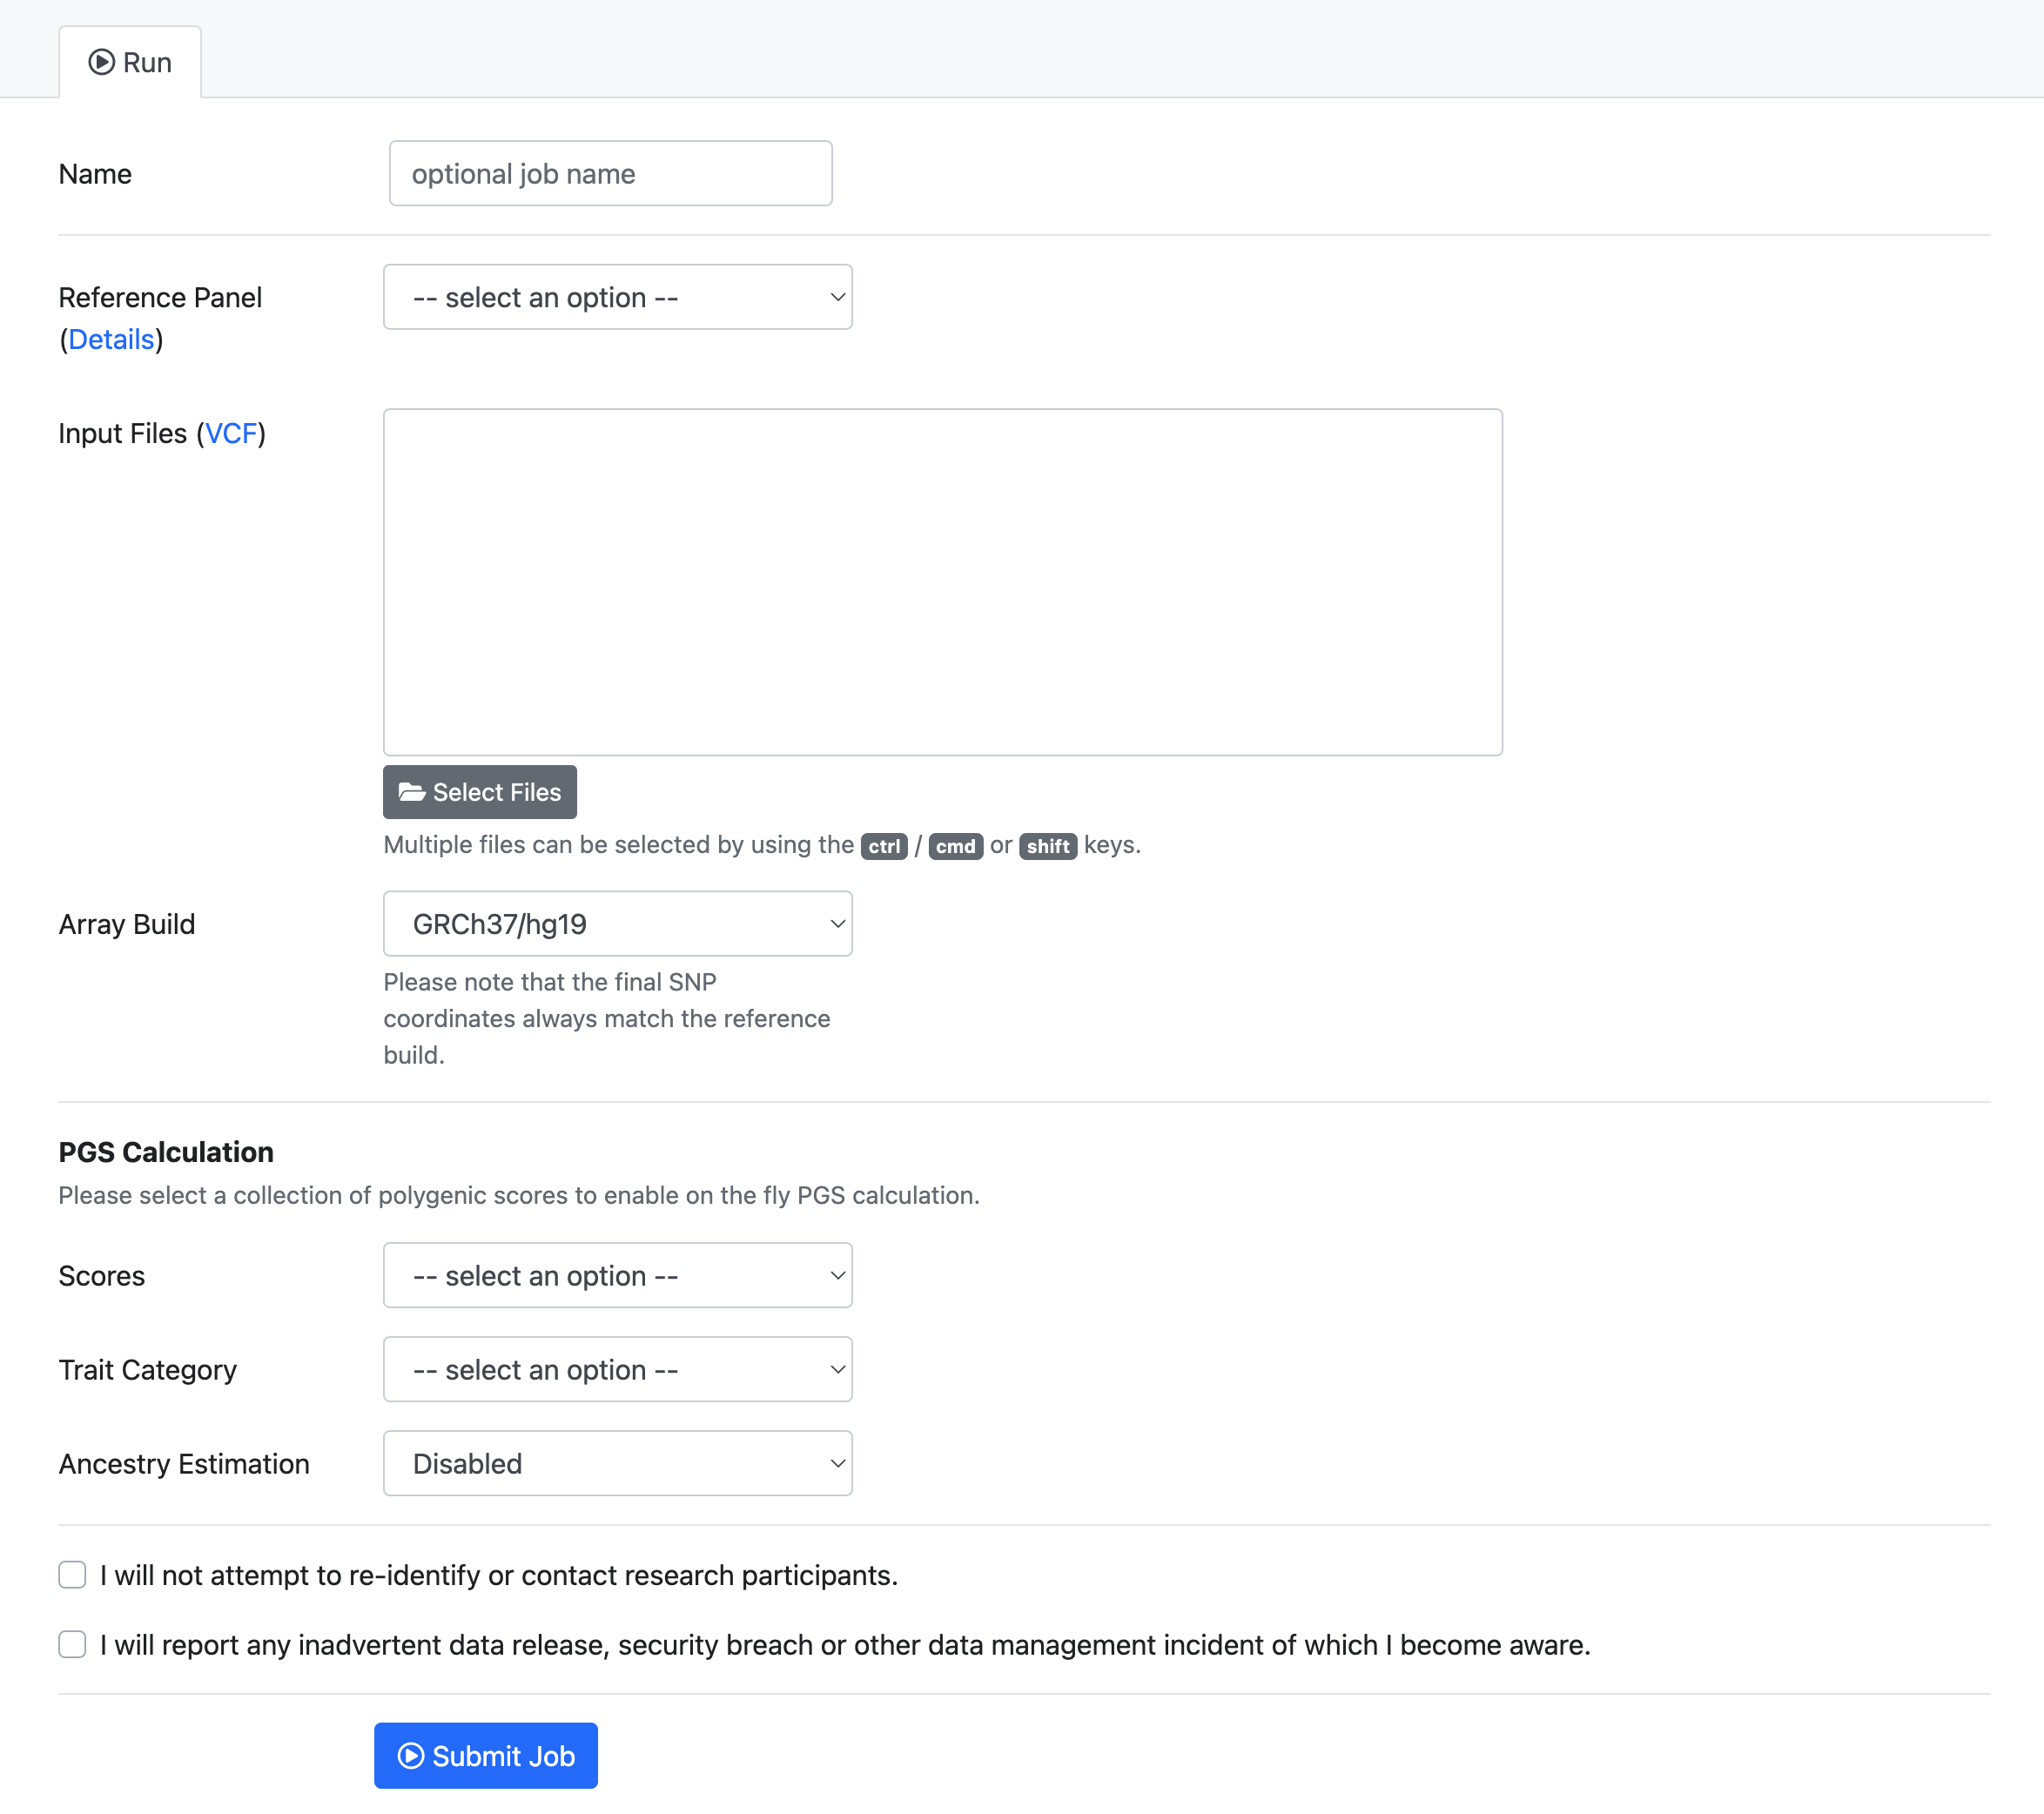 Run
Name
optional job name
Reference Panel
(Details)
-- select an option --
Input Files (VCF)
Select Files
Multiple files can be selected by using the ctrl / cmd or shift keys.
Array Build
GRCh37/hg19
Please note that the final SNP
coordinates always match the reference
build.
PGS Calculation
Please select a collection of polygenic scores to enable on the fly PGS calculation.
Scores
-- select an option --
Trait Category
-- select an option --
Ancestry Estimation
Disabled
I will not attempt to re-identify or contact research participants.
I will report any inadvertent data release, security breach or other data management incident of which I become aware.
Submit Job